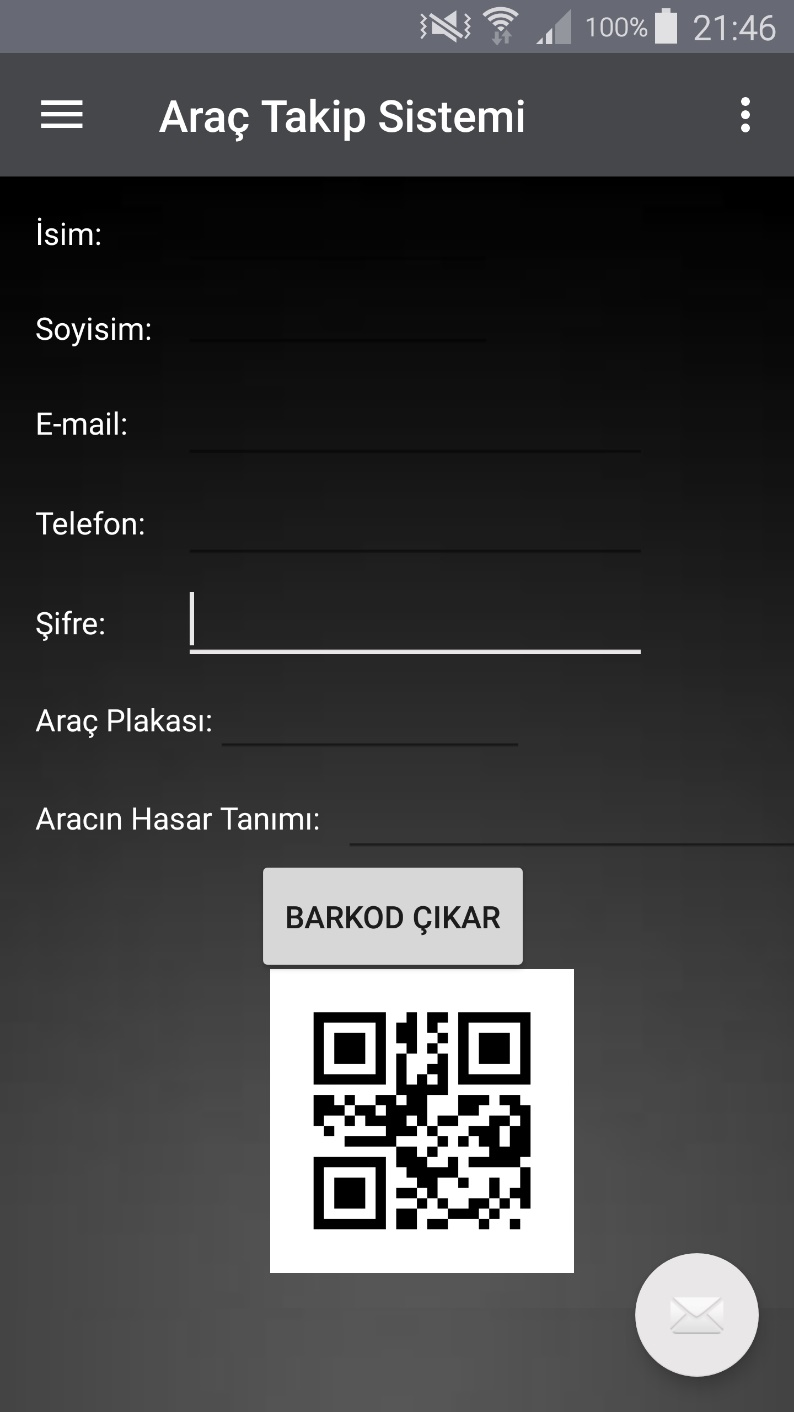 100% 21:46
Araç Takip Sistemi
İsim:
Soyisim:
E-mail:
Telefon:
Şifre:
Araç Plakası:
Aracın Hasar Tanımı:
BARKOD ÇIKAR